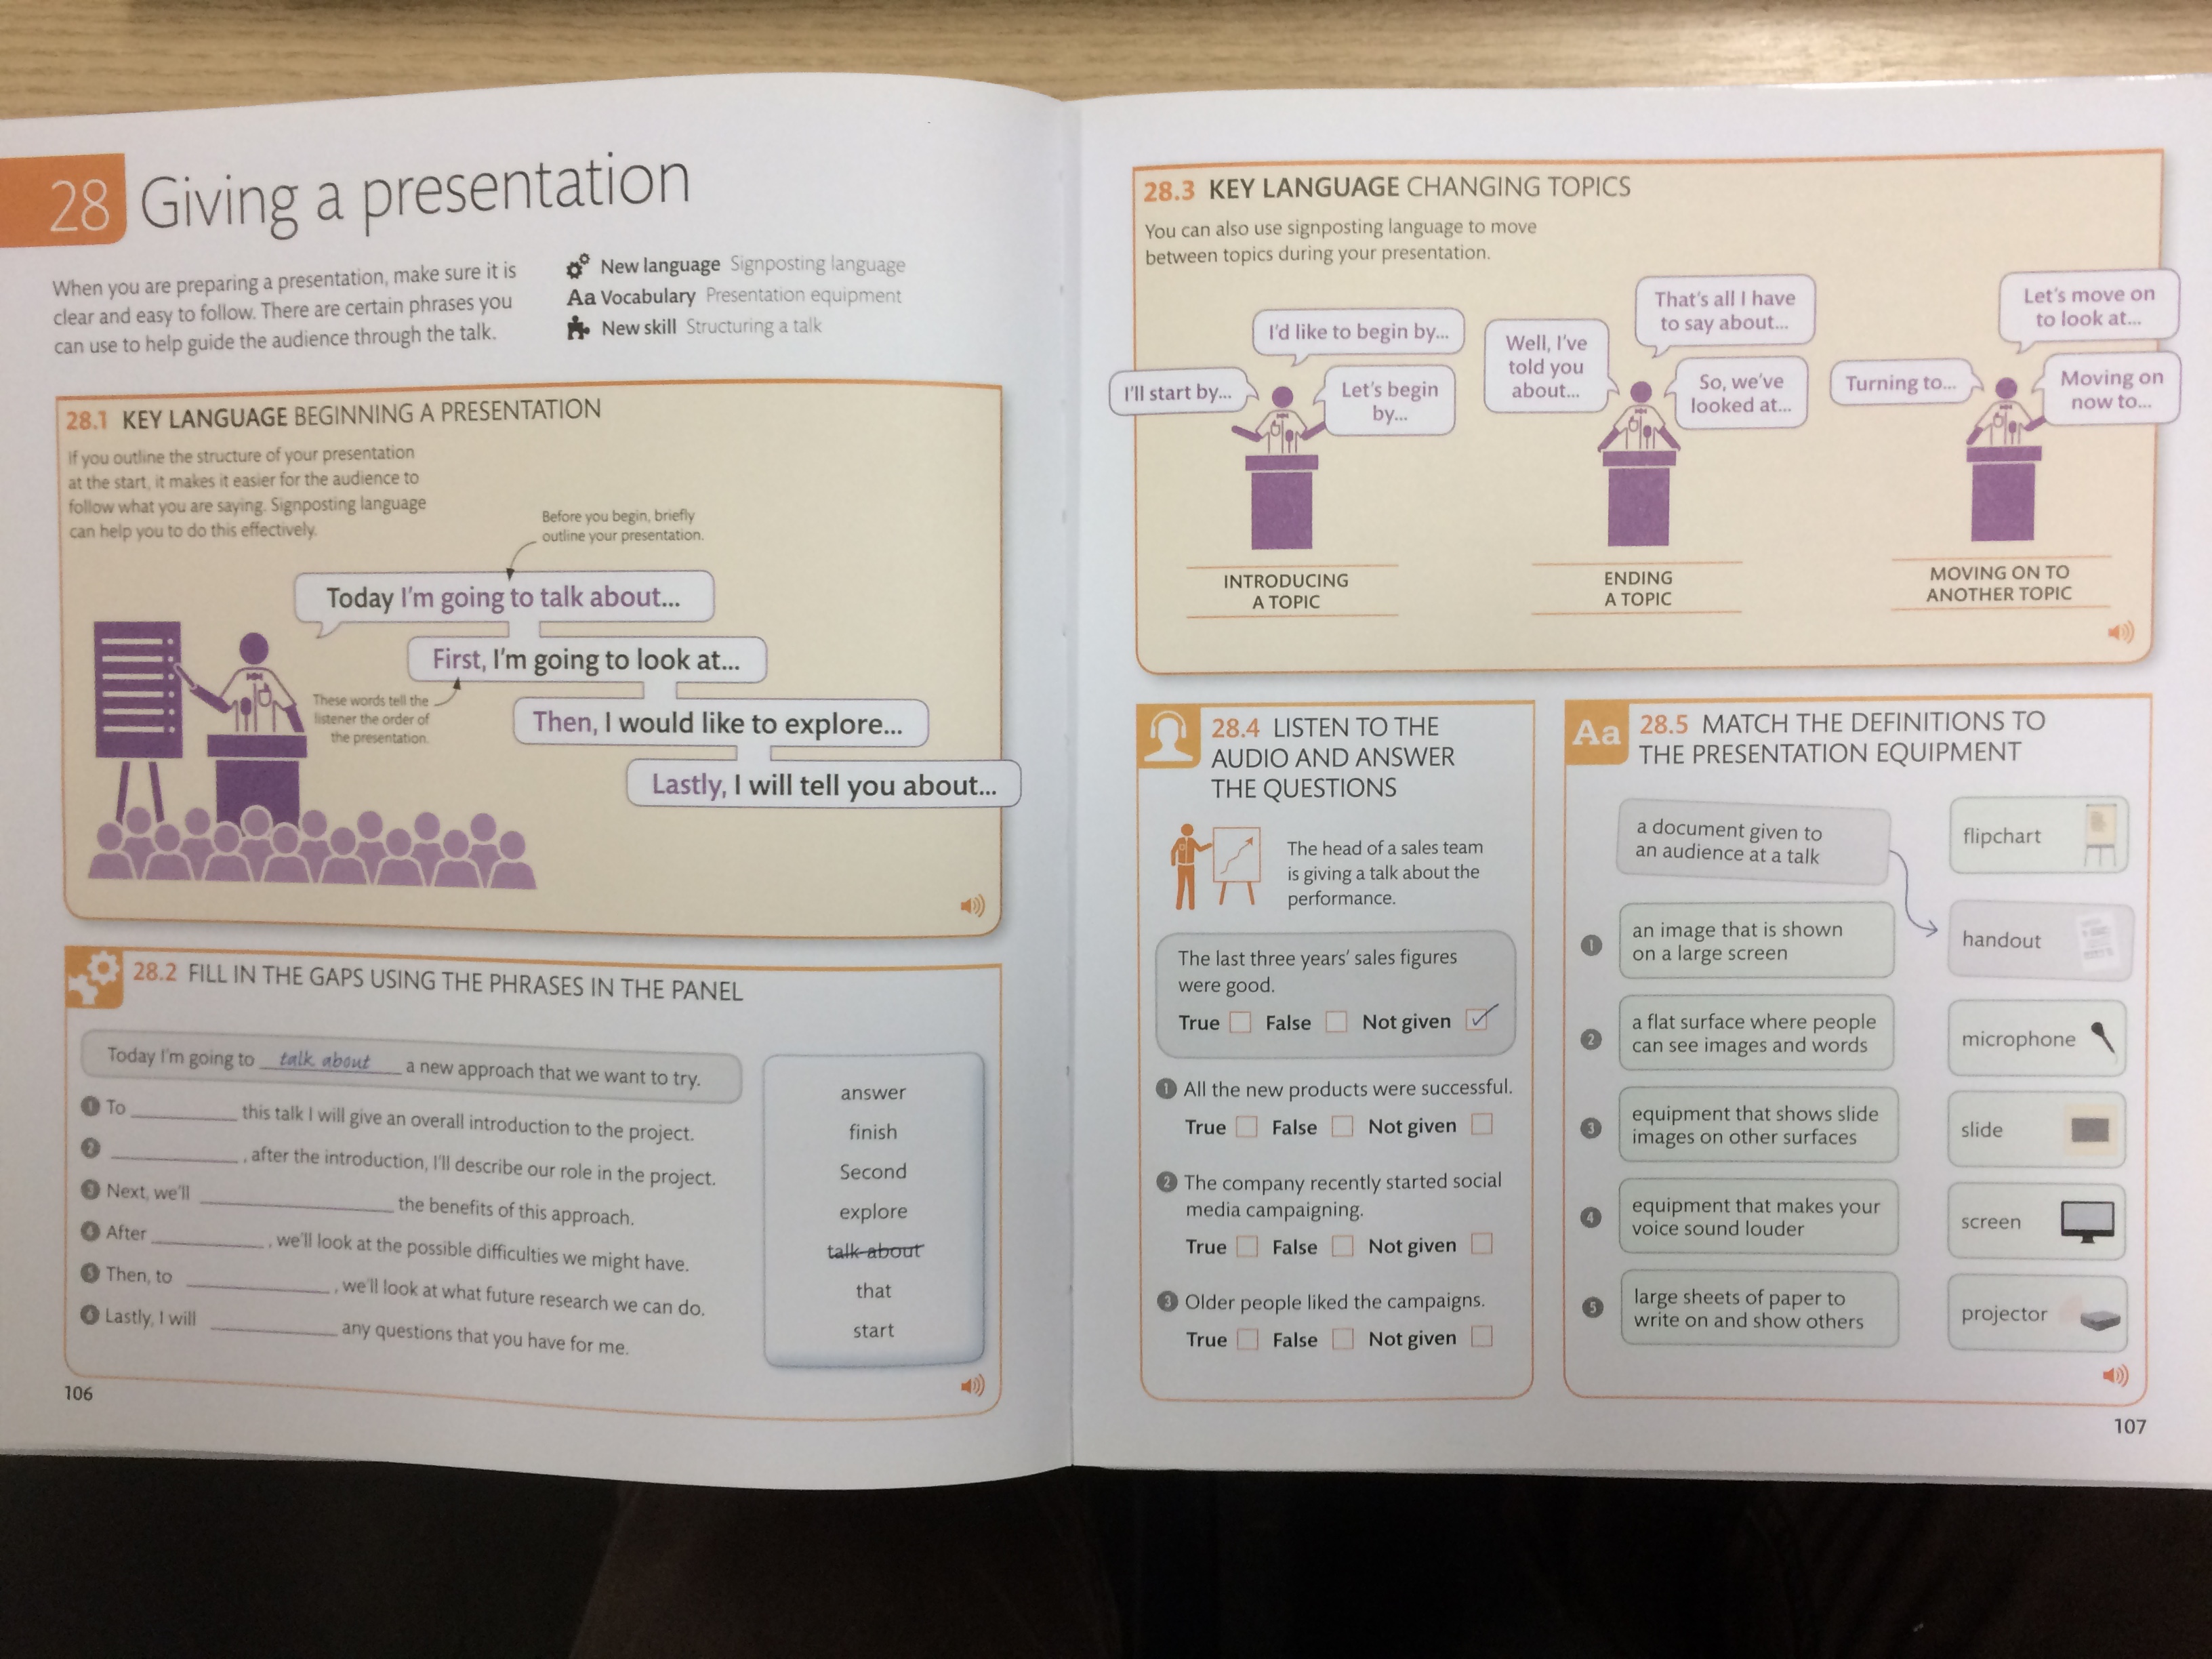 28 Giving a presentation
When you are preparing a presentation, make sure it is
clear and easy to follow. There are certain phrases you
can use to help guide the audience through the talk.
New language Signposting language
Aa Vocabulary Presentation equipment
New skill Structuring a talk
28.1 KEY LANGUAGE BEGINNING A PRESENTATION
If you outline the structure of your presentation
at the start, it makes it easier for the audience to
follow what you are saying. Signposting language
can help you to do this effectively.
Before you begin, briefly
outline your presentation.
Today I'm going to talk about...
First, I'm going to look at...
These words tell the
listener the order of
the presentation.
Then, I would like to explore...
Lastly, I will tell you about...
28.2 FILL IN THE GAPS USING THE PHRASES IN THE PANEL
Today I'm going to talk about a new approach that we want to try.
1 To ____ this talk I will give an overall introduction to the project.
2 ____, after the introduction, I'll describe our role in the project.
3 Next, we'll ____ the benefits of this approach.
4 After ____, we'll look at the possible difficulties we might have.
5 Then, to ____, we'll look at what future research we can do.
6 Lastly, I will ____ any questions that you have for me.
answer
finish
Second
explore
talk about
that
start
106
28.3 KEY LANGUAGE CHANGING TOPICS
You can also use signposting language to move
between topics during your presentation.
I'd like to begin by...
I'll start by...
Let's begin
by...
INTRODUCING
A TOPIC
That's all I have
to say about...
Well, I've
told you
about...
So, we've
looked at...
ENDING
A TOPIC
Let's move on
to look at...
Turning to...
Moving on
now to...
MOVING ON TO
ANOTHER TOPIC
28.4 LISTEN TO THE
AUDIO AND ANSWER
THE QUESTIONS
The head of a sales team
is giving a talk about the
performance.
The last three years' sales figures
were good.
True False Not given
1 All the new products were successful.
True False Not given
2 The company recently started social
media campaigning.
True False Not given
3 Older people liked the campaigns.
True False Not given
Aa 28.5 MATCH THE DEFINITIONS TO
THE PRESENTATION EQUIPMENT
a document given to
an audience at a talk
flipchart
1 an image that is shown
on a large screen
handout
2 a flat surface where people
can see images and words
microphone
3 equipment that shows slide
images on other surfaces
slide
4 equipment that makes your
voice sound louder
screen
5 large sheets of paper to
write on and show others
projector
107